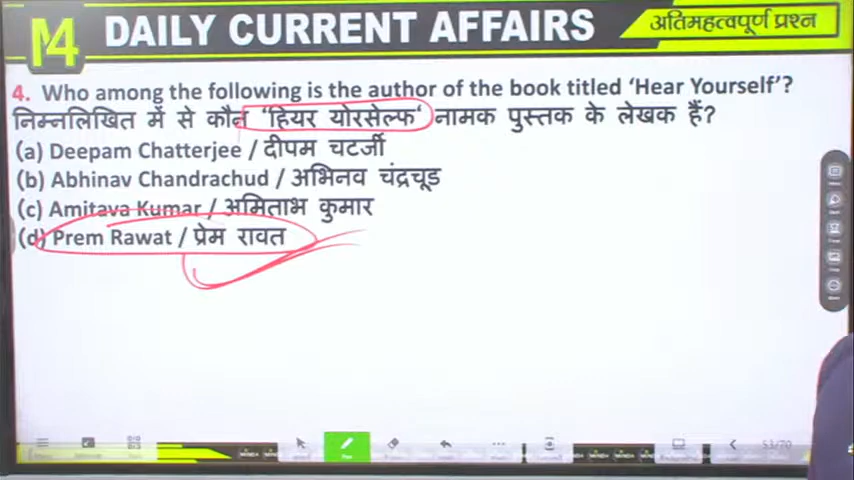 M4
DAILY CURRENT AFFAIRS
अतिमहत्वपूर्ण प्रश्न
4. Who among the following is the author of the book titled ‘Hear Yourself’?
निम्नलिखित में से कौन ‘हियर योरसेल्फ‘ नामक पुस्तक के लेखक हैं?
(a) Deepam Chatterjee / दीपम चटर्जी
(b) Abhinav Chandrachud / अभिनव चंद्रचूड
(c) Amitava Kumar / अमिताभ कुमार
(d) Prem Rawat / प्रेम रावत
53/70